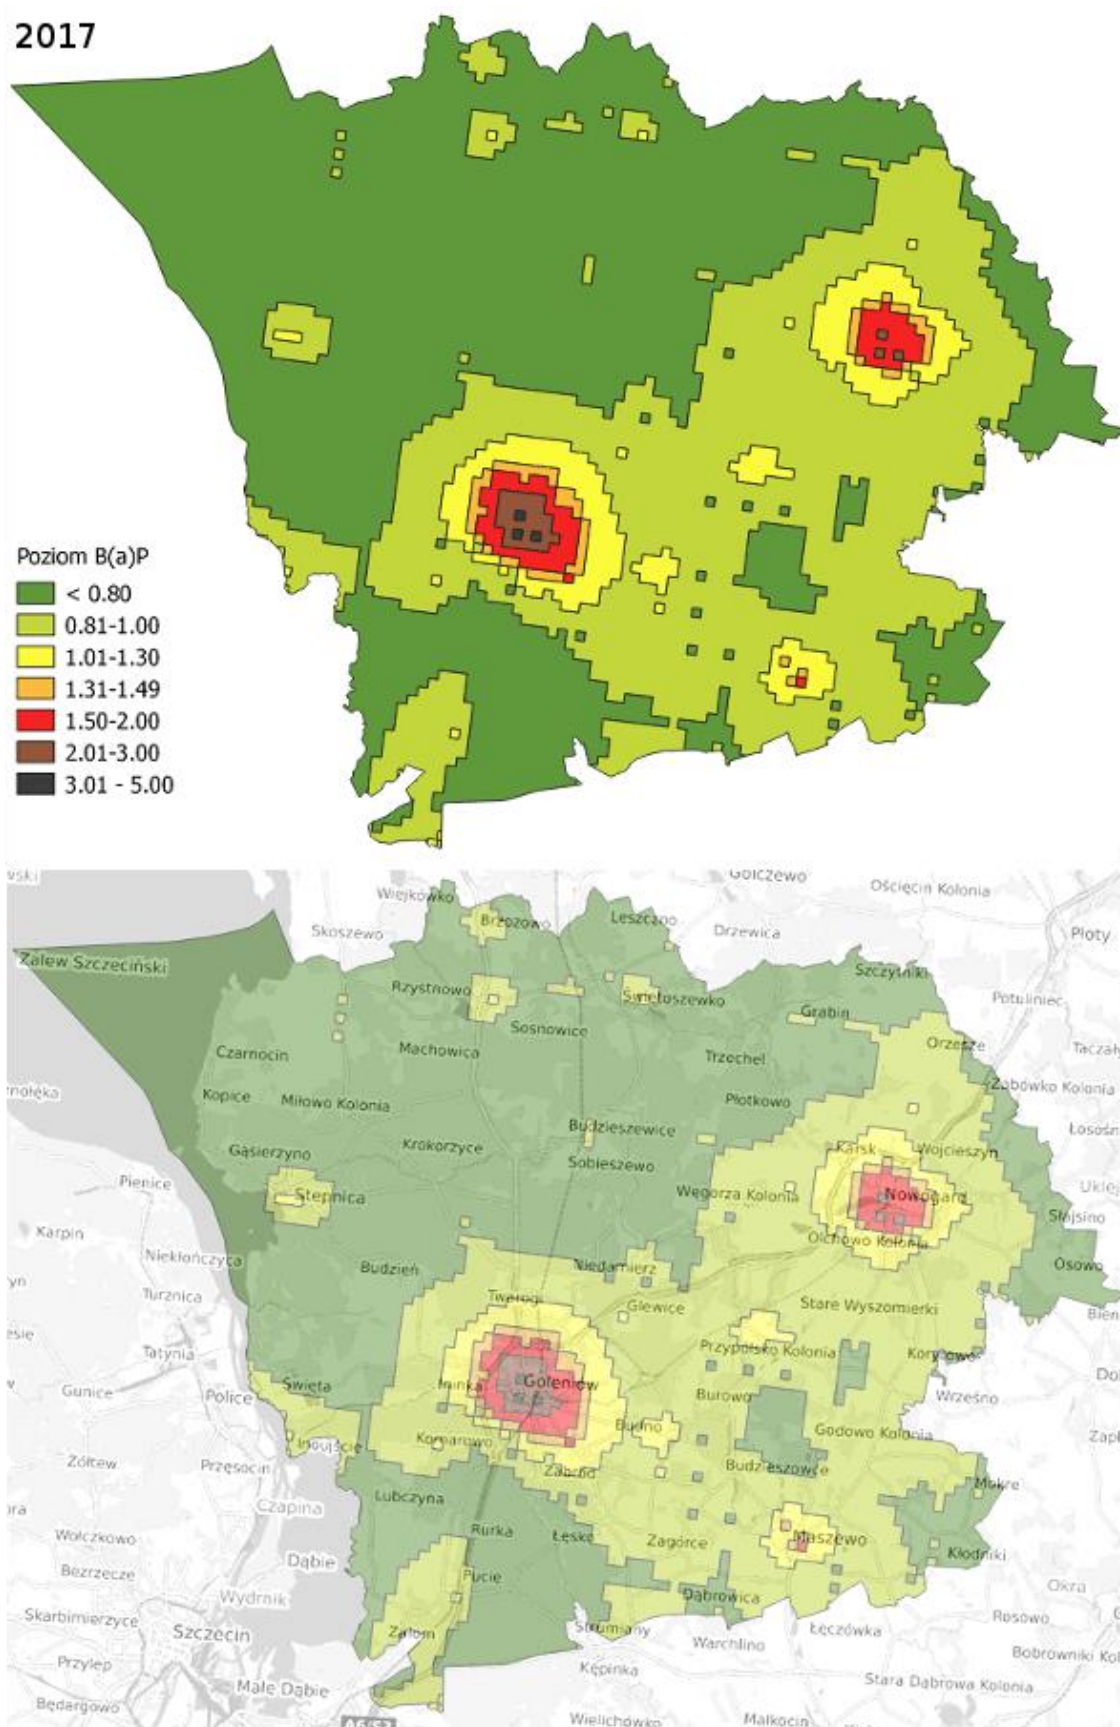 2017
Poziom B(a)P
< 0.80
0.81-1.00
1.01-1.30
1.31-1.49
1.50-2.00
2.01-3.00
3.01 - 5.00
Wiejkówko
Golczewo
Ościęcin Kolonia
Brzozowo
Leszczno
Skoszewo
Drzewica
Płoty
Zalew Szczeciński
Szczytniki
Rzystnowo
Świętoszewko
Potuliniec
Grabin
Sosnowice
Czarnocin
Machowica
Trzechel
Orzesze
Żabówko Kolonia
Kopice
Miłowo Kolonia
Płotkowo
Budzieszewice
Gąsierzyno
Krokorzyce
Karsk
Wojcieszyn
Sobieszewo
Pienice
Stepnica
Węgorza Kolonia
Nowogard
Słajsino
Karpin
Olchowo Kolonia
Niekłończyca
Budzień
Niedamierz
Osowo
Turznica
Twarogi
Glewice
Stare Wyszomierki
Tatynia
Przypólsko Kolonia
Gunice
Police
Święta
Ininka
Goleniów
Burowo
Wrześno
Inoujście
Komarowo
Budno
Godowo Kolonia
Żółtew
Przęsocin
Zabród
Budzieszowce
Mokre
Czapina
Lubczyna
Wołczkowo
Rurka
Łęsko
Zagórce
Maszewo
Kłodniki
Bezrzecze
Dąbie
Pucie
Okra
Wydrnik
Dąbrowica
Skarbimierzyce
Szczecin
Załom
Strumiany
Warchlino
Łęczówka
Rosowo
Przylep
Kępinka
Bobrowniki Kol
Małe Dąbie
Stara Dąbrowa Kolonia
Będargowo
Wielichówko
Małkocin